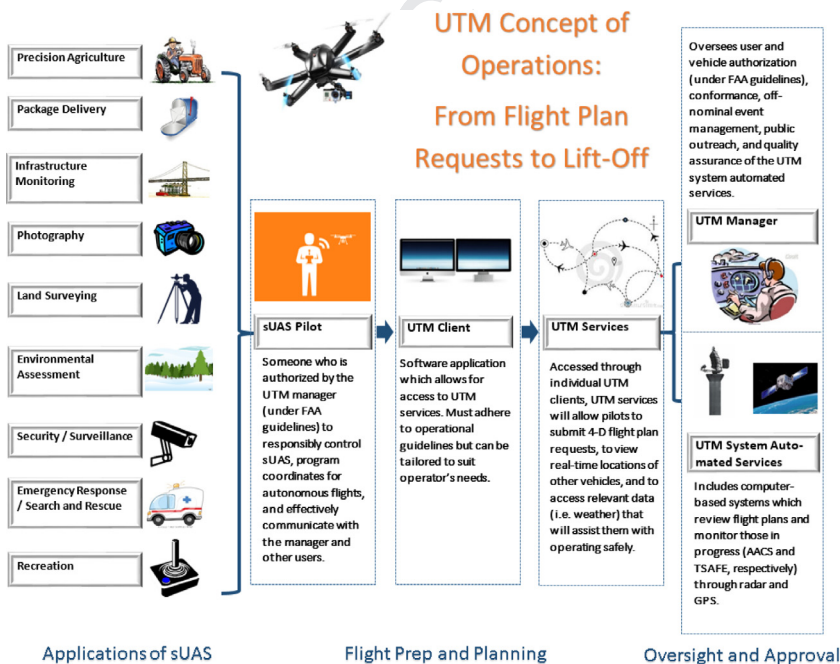 UTM Concept of
Operations:
From Flight Plan
Requests to Lift-Off
Precision Agriculture
Package Delivery
Infrastructure
Monitoring
Photography
Land Surveying
Environmental
Assessment
Security / Surveillance
Emergency Response
/ Search and Rescue
Recreation
sUAS Pilot
Someone who is
authorized by the
UTM manager
(under FAA
guidelines) to
responsibly control
sUAS, program
coordinates for
autonomous flights,
and effectively
communicate with
the manager and
other users.
UTM Client
Software application
which allows for
access to UTM
services. Must adhere
to operational
guidelines but can be
tailored to suit
operator's needs.
UTM Services
Accessed through
individual UTM
clients, UTM services
will allow pilots to
submit 4-D flight plan
requests, to view
real-time locations of
other vehicles, and to
access relevant data
(i.e. weather) that
will assist them with
operating safely.
Oversees user and
vehicle authorization
(under FAA guidelines),
conformance, off-
nominal event
management, public
outreach, and quality
assurance of the UTM
system automated
services.
UTM Manager
UTM System Auto-
mated Services
Includes computer-
based systems which
review flight plans and
monitor those in
progress (AACS and
TSAFE, respectively)
through radar and
GPS.
Applications of sUAS
Flight Prep and Planning
Oversight and Approval